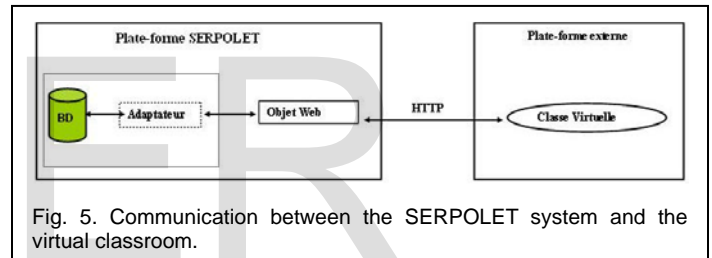 Plate-forme SERPOLET
Plate-forme externe
BD
Adaptateur
Objet Web
HTTP
Classe Virtuelle
Fig. 5. Communication between the SERPOLET system and the
virtual classroom.